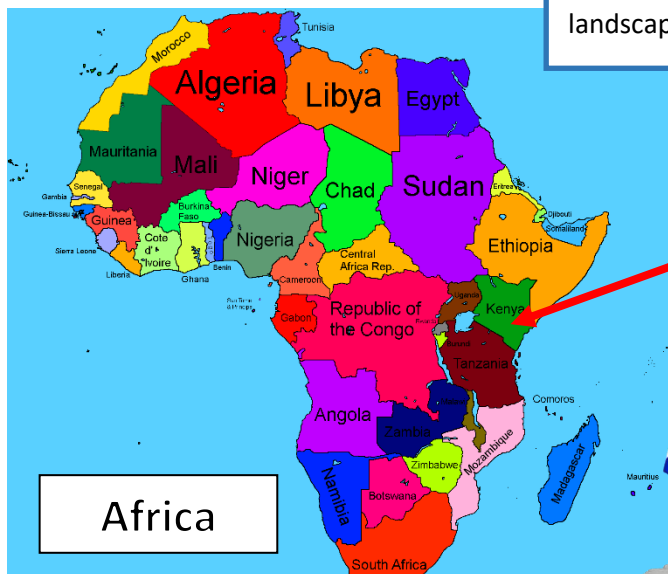 landscap
Tunisia
Morocco
Algeria
Libya
Egypt
Mauritania
Mali
Niger
Chad
Sudan
Eritrea
Senegal
Gambia
Guinea-Bissau
Guinea
Burkina
Faso
Djibouti
Somaliland
Sierra Leone
Cote
d'
Ivoire
Nigeria
Ethiopia
Liberia
Ghana
Benin
Central
Africa Rep.
Cameroon
Uganda
Kenya
Gabon
Republic of
the Congo
Burundi
Tanzania
Angola
Comoros
Zambia
Mozambique
Zimbabwe
Madagascar
Mauritius
Namibia
Botswana
Africa
South Africa